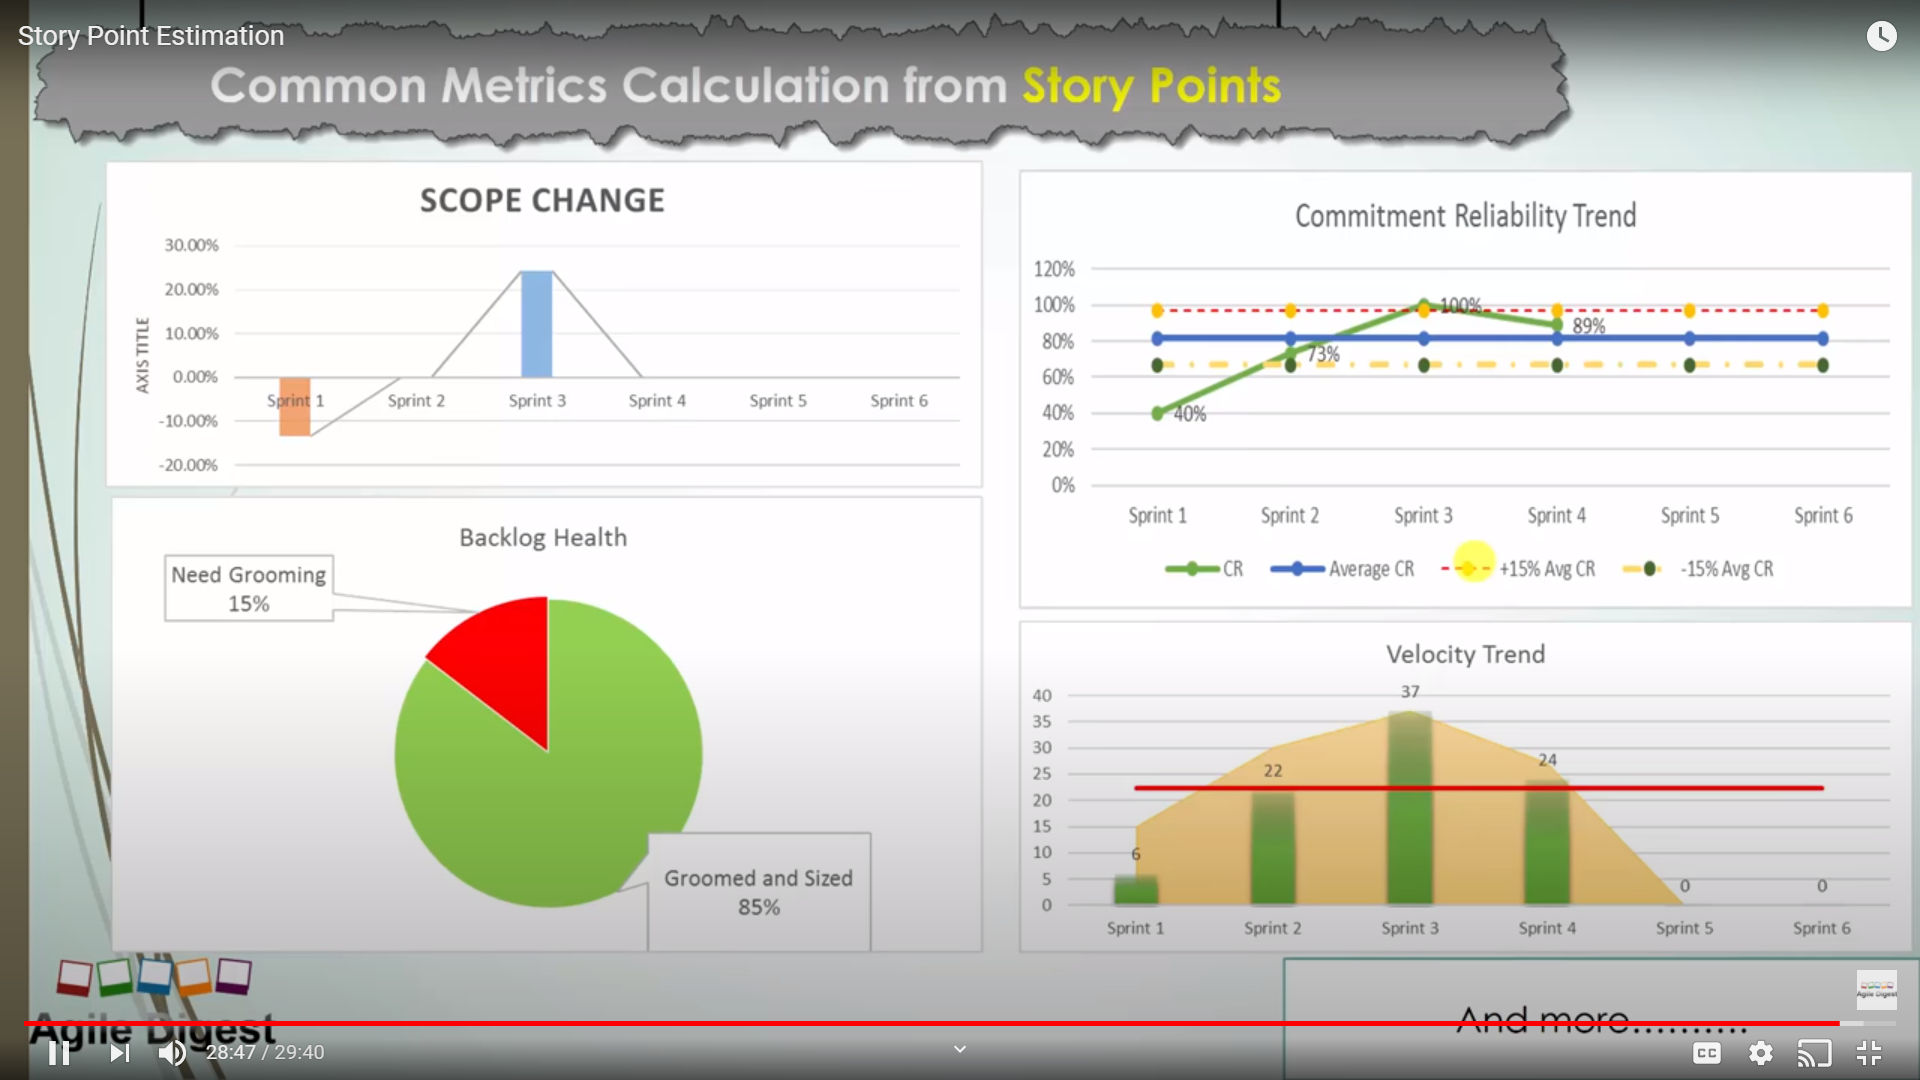 Story Point Estimation
Common Metrics Calculation from Story Points
SCOPE CHANGE
AXIS TITLE
30.00%
20.00%
10.00%
0.00%
-10.00%
-20.00%
Sprint 1 Sprint 2 Sprint 3 Sprint 4 Sprint 5 Sprint 6
Commitment Reliability Trend
120%
100%
80%
60%
40%
20%
0%
100%
89%
73%
40%
Sprint 1 Sprint 2 Sprint 3 Sprint 4 Sprint 5 Sprint 6
CR Average CR +15% Avg CR -15% Avg CR
Backlog Health
Need Grooming
15%
Groomed and Sized
85%
Velocity Trend
40
35
30
25
20
15
10
5
0
37
24
22
6
0 0
Sprint 1 Sprint 2 Sprint 3 Sprint 4 Sprint 5 Sprint 6
Agile Digest
And more..........
Agile Digest
28:47 / 29:40
CC